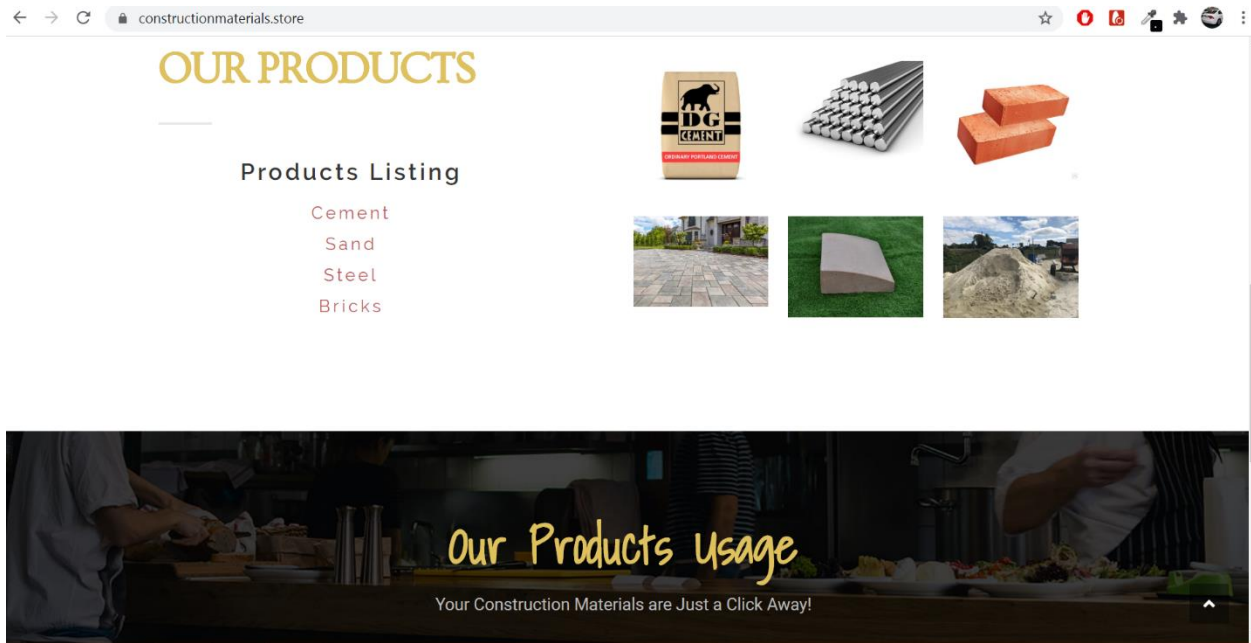 constructionmaterials.store
OUR PRODUCTS
Products Listing
Cement
Sand
Steel
Bricks
DG
CEMENT
ORDINARY PORTLAND CEMENT
Our Products Usage
Your Construction Materials are Just a Click Away!